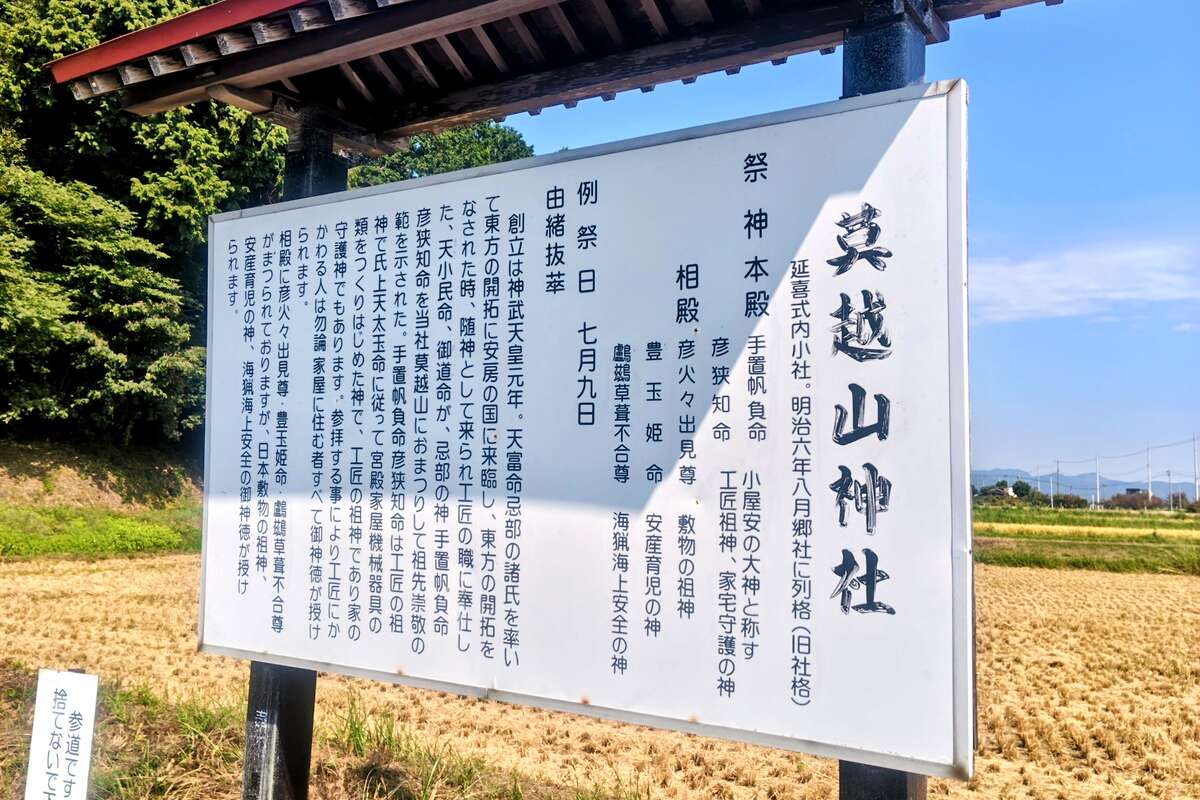 莫越山神社
延喜式内小社。明治六年八月郷社に列格（旧社格）
祭神本殿 手置帆負命 小屋安の大神と称す
彦狭知命 工匠祖神、家宅守護の神
相殿 彦火々出見尊 敷物の祖神
豊玉姫命 安産育児の神
鸕鷀草葺不合尊 海猟海上安全の神
例祭日 七月九日
由緒抜萃
創立は神武天皇元年。天富命忌部の諸氏を率い
て東方の開拓に安房の国に来臨し、東方の開拓を
なされた時、随神として来られ工匠の職に奉仕し
た、天小民命、御道命が、忌部の神 手置帆負命
彦狭知命を当社莫越山におまつりして祖先崇敬の
範を示された。手置帆負命 彦狭知命は工匠の祖
神で氏上天太玉命に従って宮殿家屋機械器具の
類をつくりはじめた神で、工匠の祖神であり家の
守護神でもあります。参拝する事により工匠にか
かわる人は勿論 家屋に住む者すべて御神徳が授け
られます。
相殿に彦火々出見尊・豊玉姫命・鸕鷀草葺不合尊
がまつられておりますが、日本敷物の祖神、
安産育児の神、海猟海上安全の御神徳が授け
られます。
参道です
捨てないで下